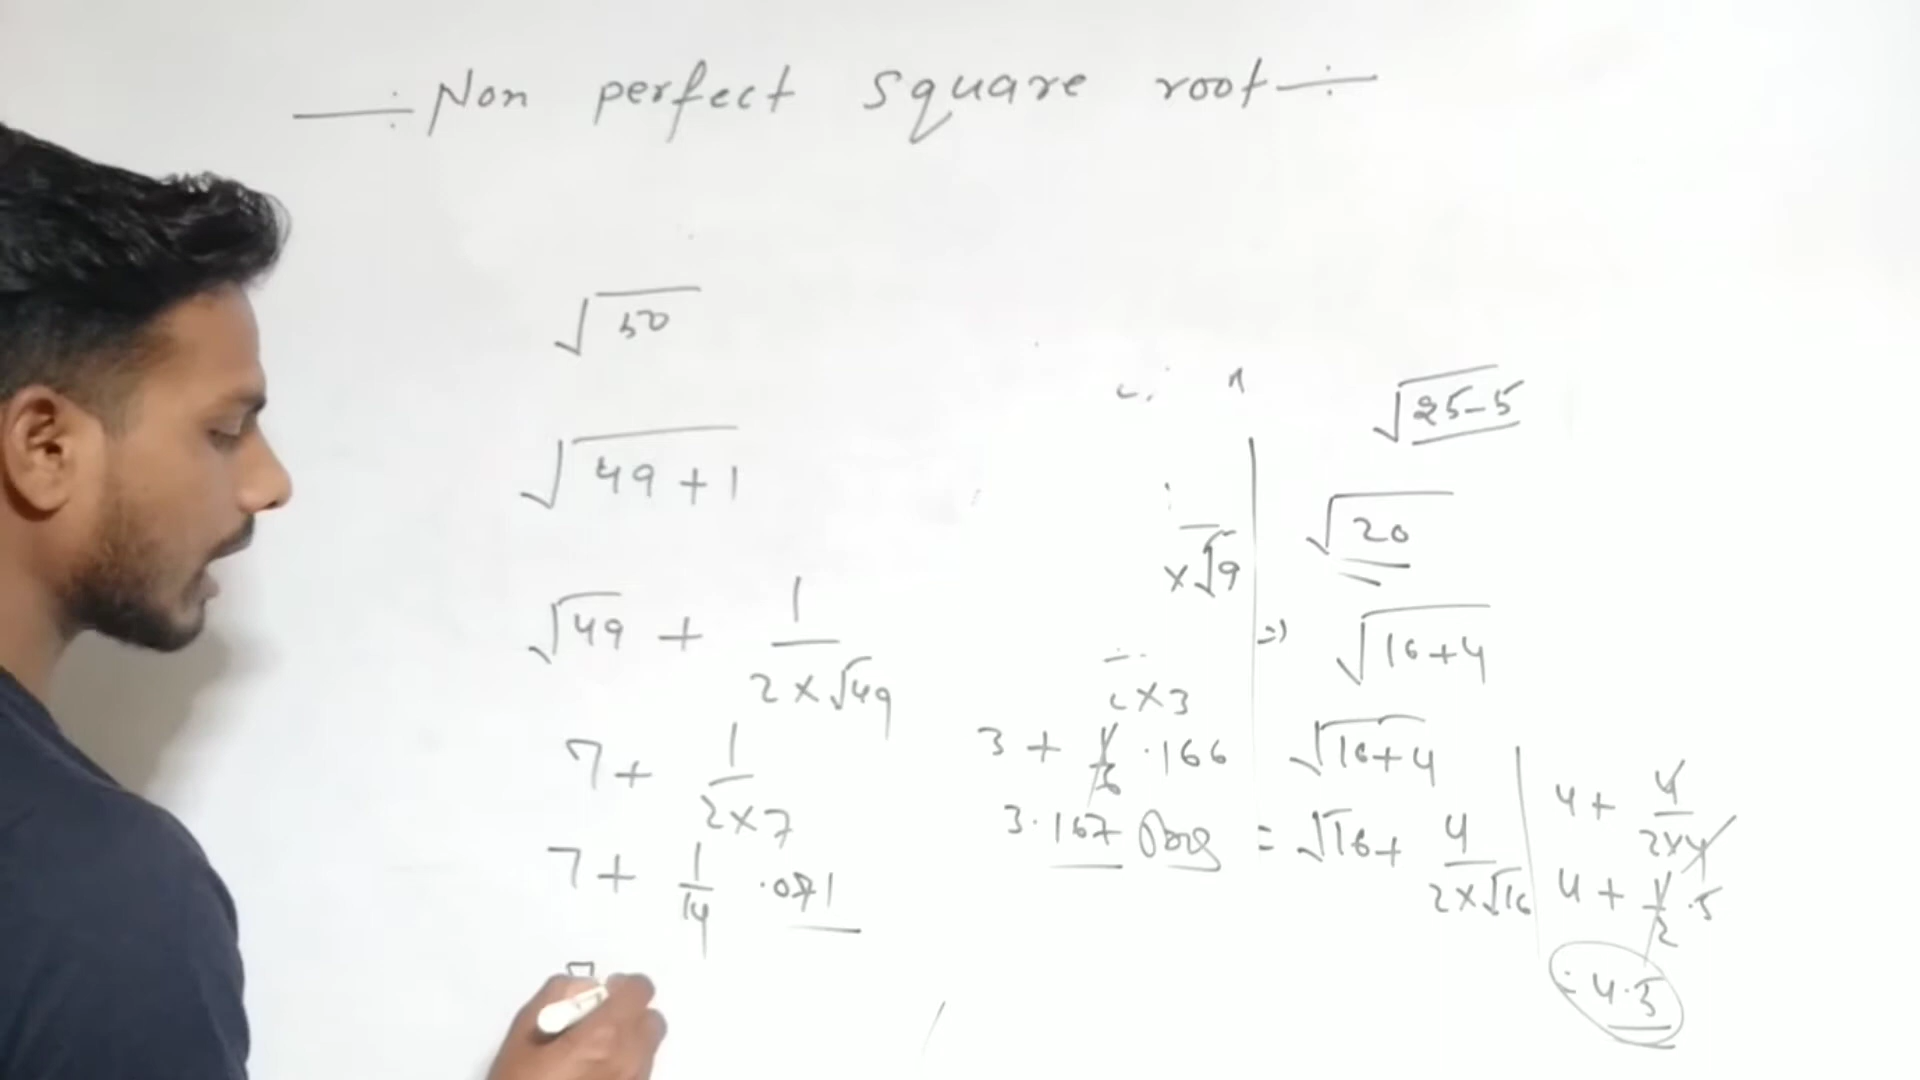 Non perfect square root
√50
√49+1
√49 + 1/2×√49
7+ 1/2×7
7+ 1/14 .071
7
×√9
2×3
3 + 1/6 .166
3.167
√25-5
√20
=> √16+4
√16+4
= √16+ 4/2×√16
4+ 4/2×4
4+ 1/2 .5
= 4.5